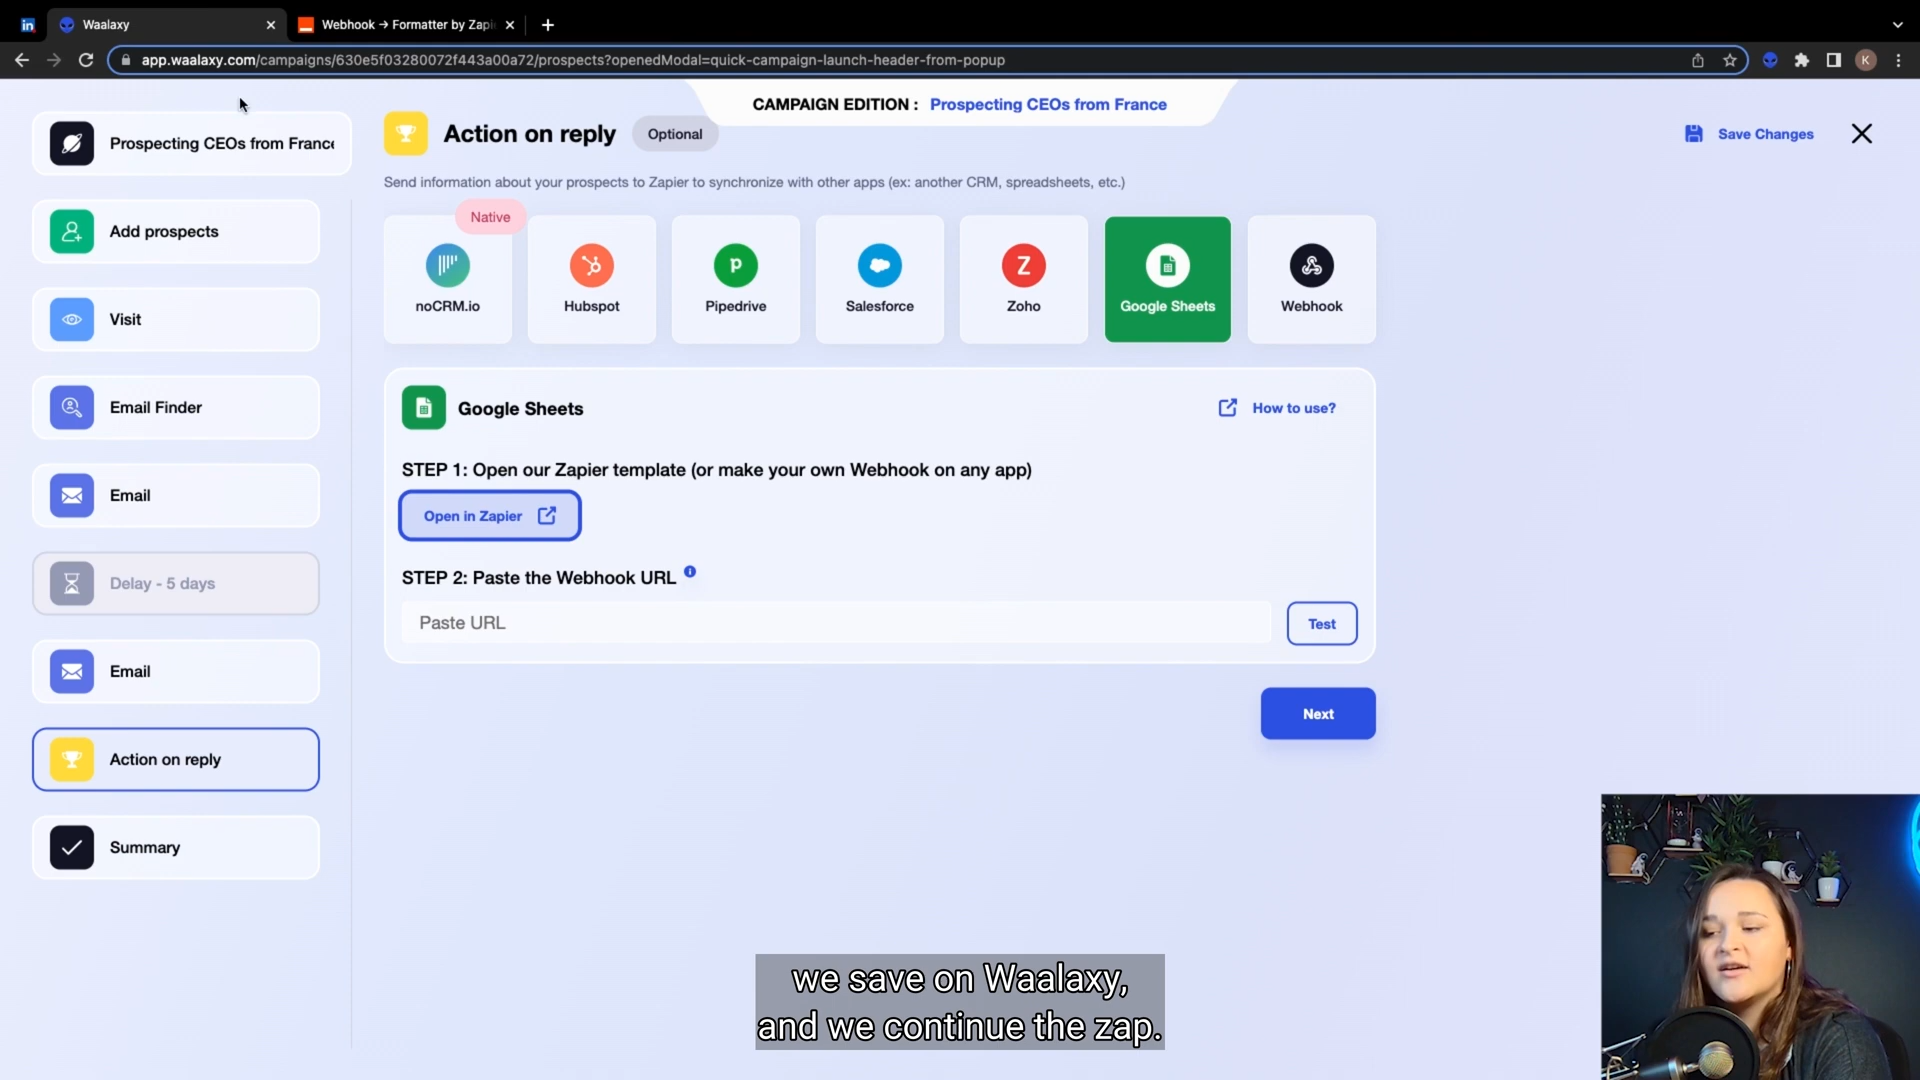 in
Waalaxy
Webhook → Formatter by Zapi
app.waalaxy.com/campaigns/630e5f03280072f443a00a72/prospects?openedModal=quick-campaign-launch-header-from-popup
K
CAMPAIGN EDITION : Prospecting CEOs from France
Prospecting CEOs from France
Action on reply
Optional
Save Changes
Send information about your prospects to Zapier to synchronize with other apps (ex: another CRM, spreadsheets, etc.)
Native
noCRM.io
Hubspot
Pipedrive
Salesforce
Zoho
Google Sheets
Webhook
Add prospects
Visit
Email Finder
Email
Delay - 5 days
Email
Action on reply
Summary
Google Sheets
How to use?
STEP 1: Open our Zapier template (or make your own Webhook on any app)
Open in Zapier
STEP 2: Paste the Webhook URL
Paste URL
Test
Next
we save on Waalaxy,
and we continue the zap.